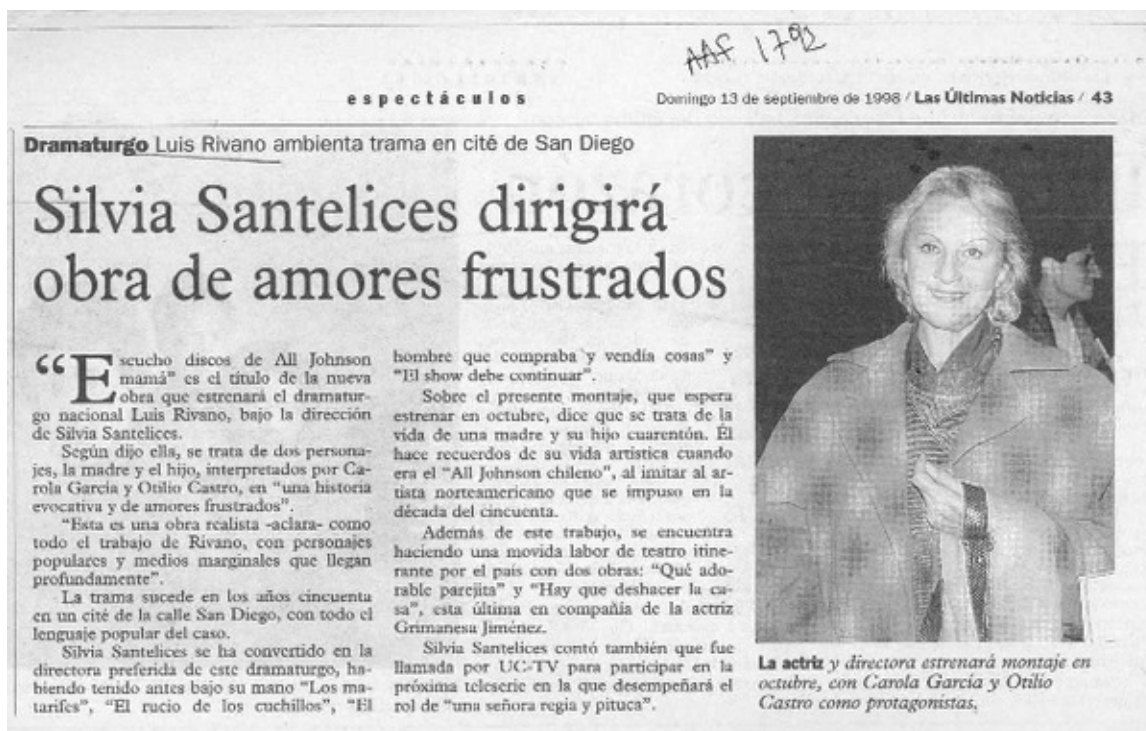 AAF 1792
espectáculos
Domingo 13 de septiembre de 1998 / Las Últimas Noticias / 43
Dramaturgo Luis Rivano ambienta trama en cité de San Diego
Silvia Santelices dirigirá
obra de amores frustrados
“Escucho discos de All Johnson
mamá” es el título de la nueva
obra que estrenará el dramatur-
go nacional Luis Rivano, bajo la dirección
de Silvia Santelices.
Según dijo ella, se trata de dos persona-
jes, la madre y el hijo, interpretados por Ca-
rola García y Otilio Castro, en “una historia
evocativa y de amores frustrados”.
“Esta es una obra realista -aclara- como
todo el trabajo de Rivano, con personajes
populares y medios marginales que llegan
profundamente”.
La trama sucede en los años cincuenta
en un cité de la calle San Diego, con todo el
lenguaje popular del caso.
Silvia Santelices se ha convertido en la
directora preferida de este dramaturgo, ha-
biendo tenido antes bajo su mano “Los ma-
tarifes”, “El rucio de los cuchillos”, “El
hombre que compraba y vendía cosas” y
“El show debe continuar”.
Sobre el presente montaje, que espera
estrenar en octubre, dice que se trata de la
vida de una madre y su hijo cuarentón. Él
hace recuerdos de su vida artística cuando
era el “All Johnson chileno”, al imitar al ar-
tista norteamericano que se impuso en la
década del cincuenta.
Además de este trabajo, se encuentra
haciendo una movida labor de teatro itine-
rante por el país con dos obras: “Qué ado-
rable parejita” y “Hay que deshacer la ca-
sa”, esta última en compañía de la actriz
Grimanesa Jiménez.
Silvia Santelices contó también que fue
llamada por UC-TV para participar en la
próxima teleserie en la que desempeñará el
rol de “una señora regia y pituca”.
La actriz y directora estrenará montaje en
octubre, con Carola García y Otilio
Castro como protagonistas.